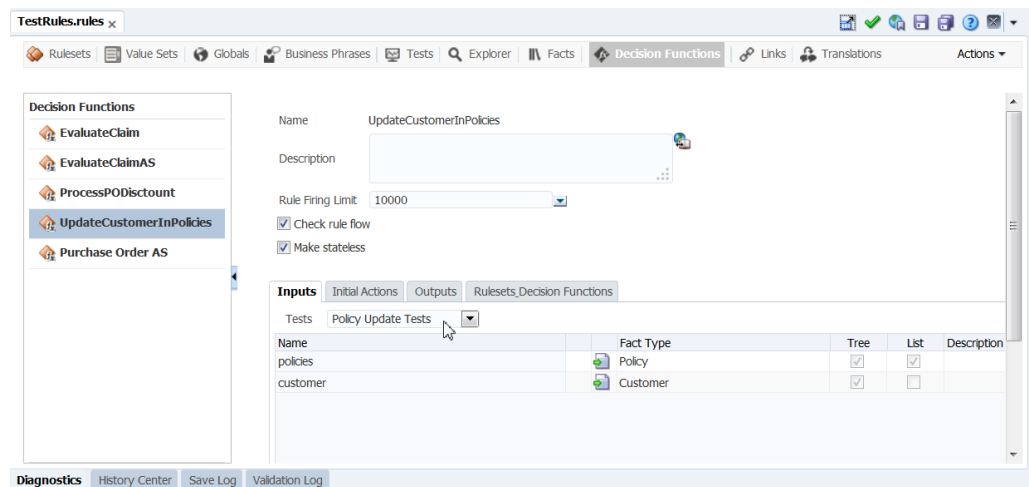 TestRules.rules x
Rulesets Value Sets Globals Business Phrases Tests Explorer Facts Decision Functions Links Translations Actions
Decision Functions
EvaluateClaim
EvaluateClaimAS
ProcessPODisctount
UpdateCustomerInPolicies
Purchase Order AS
Name UpdateCustomerInPolicies
Description
Rule Firing Limit 10000
Check rule flow
Make stateless
Inputs Initial Actions Outputs Rulesets_Decision Functions
Tests Policy Update Tests
Name Fact Type Tree List Description
policies Policy
customer Customer
Diagnostics History Center Save Log Validation Log